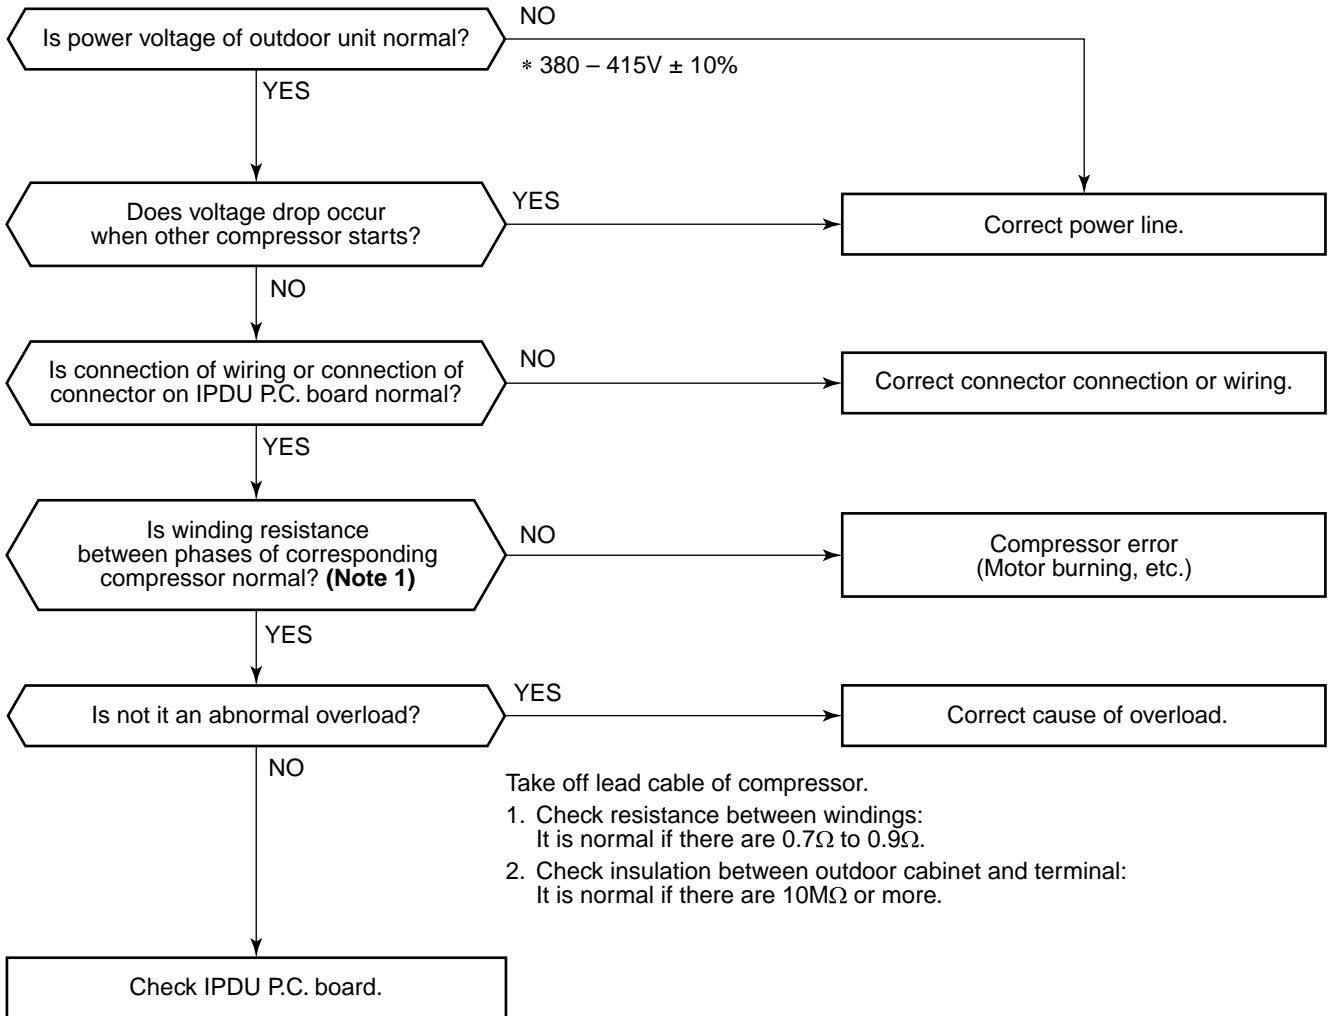 Is power voltage of outdoor unit normal?
NO
∗ 380 – 415V ± 10%
YES
Does voltage drop occur
when other compressor starts?
YES
Correct power line.
NO
Is connection of wiring or connection of
connector on IPDU P.C. board normal?
NO
Correct connector connection or wiring.
YES
Is winding resistance
between phases of corresponding
compressor normal? (Note 1)
NO
Compressor error
(Motor burning, etc.)
YES
Is not it an abnormal overload?
YES
Correct cause of overload.
NO
Take off lead cable of compressor.
1. Check resistance between windings:
It is normal if there are 0.7Ω to 0.9Ω.
2. Check insulation between outdoor cabinet and terminal:
It is normal if there are 10MΩ or more.
Check IPDU P.C. board.